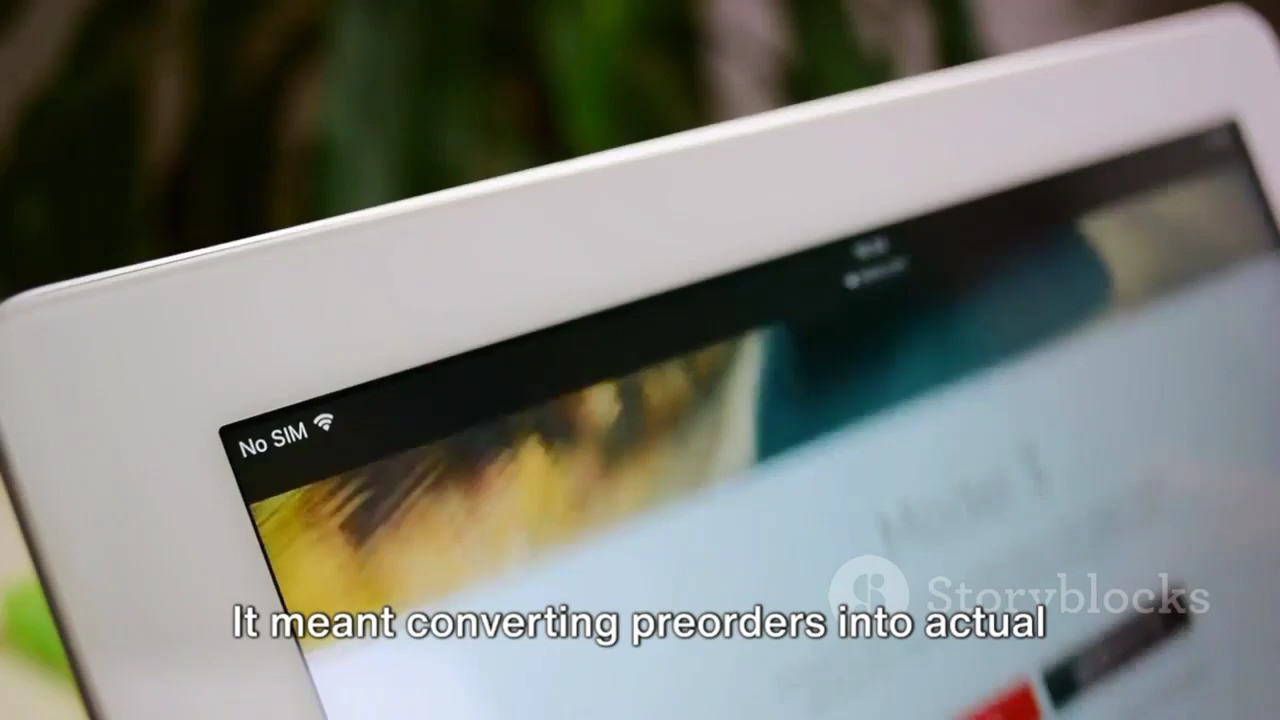 No SIM
Storyblocks
It meant converting preorders into actual